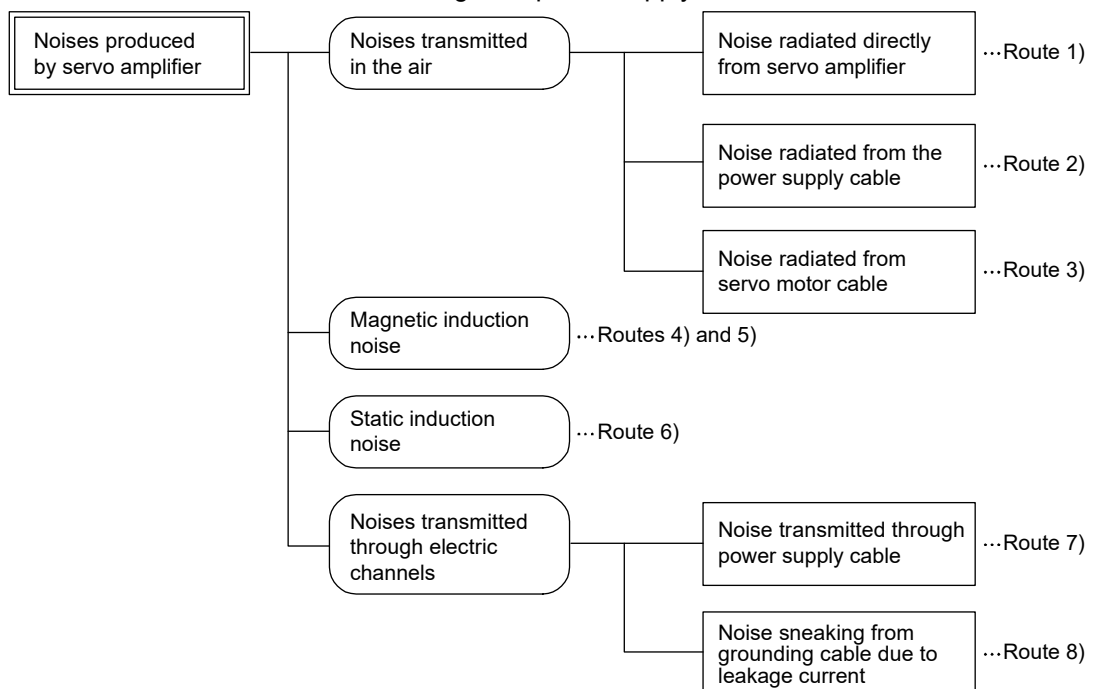 Noises produced
by servo amplifier
Noises transmitted
in the air
Noise radiated directly
from servo amplifier
…Route 1)
Noise radiated from the
power supply cable
…Route 2)
Noise radiated from
servo motor cable
…Route 3)
Magnetic induction
noise
…Routes 4) and 5)
Static induction
noise
…Route 6)
Noises transmitted
through electric
channels
Noise transmitted through
power supply cable
…Route 7)
Noise sneaking from
grounding cable due to
leakage current
…Route 8)